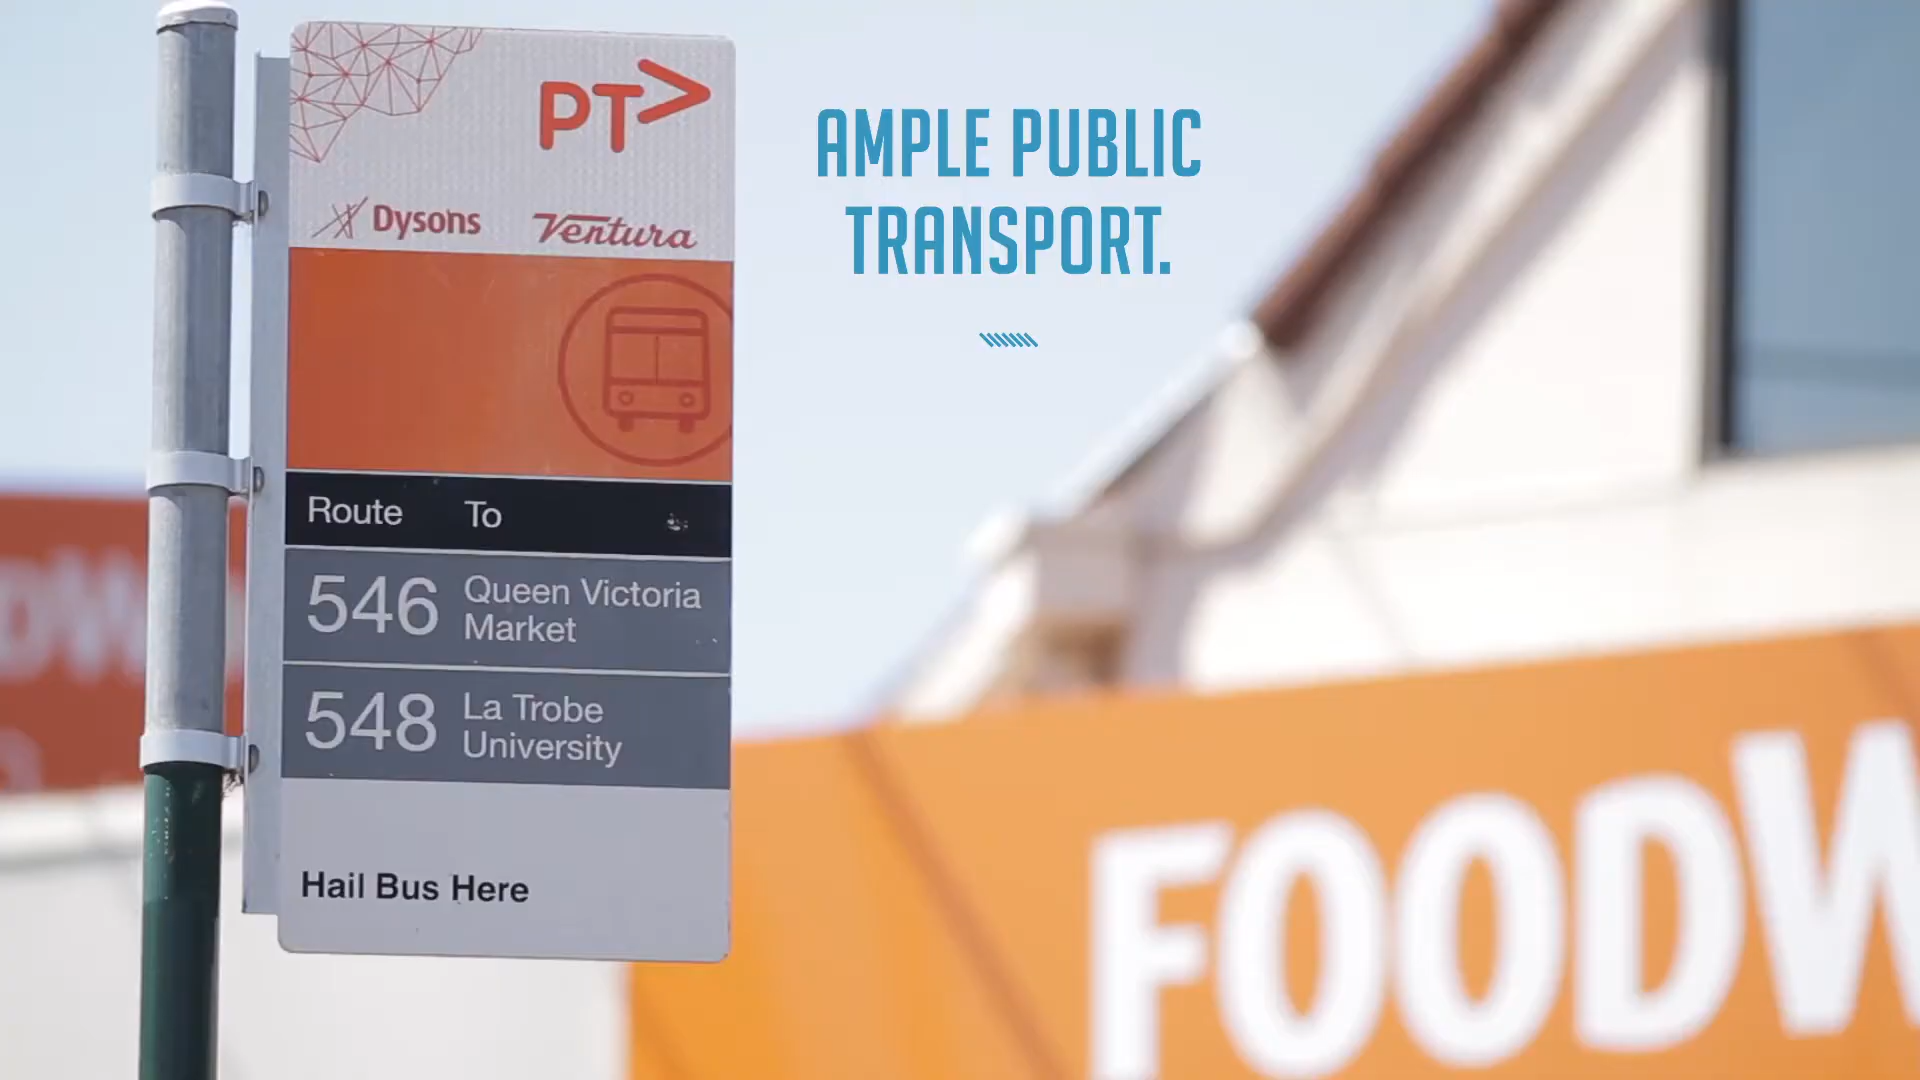 PT>
Dysons
Ventura
AMPLE PUBLIC
TRANSPORT.
Route To
546 Queen Victoria
Market
548 La Trobe
University
Hail Bus Here
FOODW